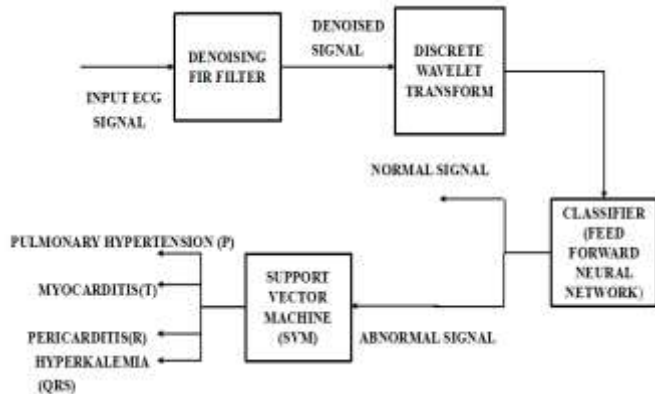 DENOISING
FIR FILTER
DENOISED
SIGNAL
DISCRETE
WAVELET
TRANSFORM
INPUT ECG
SIGNAL
NORMAL SIGNAL
CLASSIFIER
(FEED
FORWARD
NEURAL
NETWORK)
PULMONARY HYPERTENSION (P)
MYOCARDITIS(T)
PERICARDITIS(R)
HYPERKALEMIA
(QRS)
SUPPORT
VECTOR
MACHINE
(SVM)
ABNORMAL SIGNAL